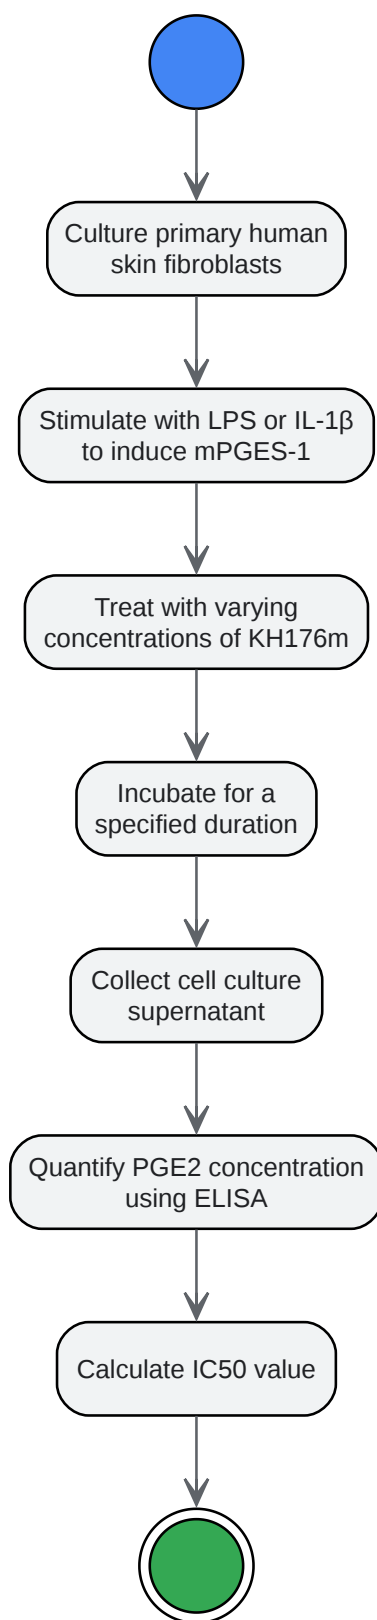 Culture primary human
skin fibroblasts
Stimulate with LPS or IL-1β
to induce mPGES-1
Treat with varying
concentrations of KH176m
Incubate for a
specified duration
Collect cell culture
supernatant
Quantify PGE2 concentration
using ELISA
Calculate IC50 value